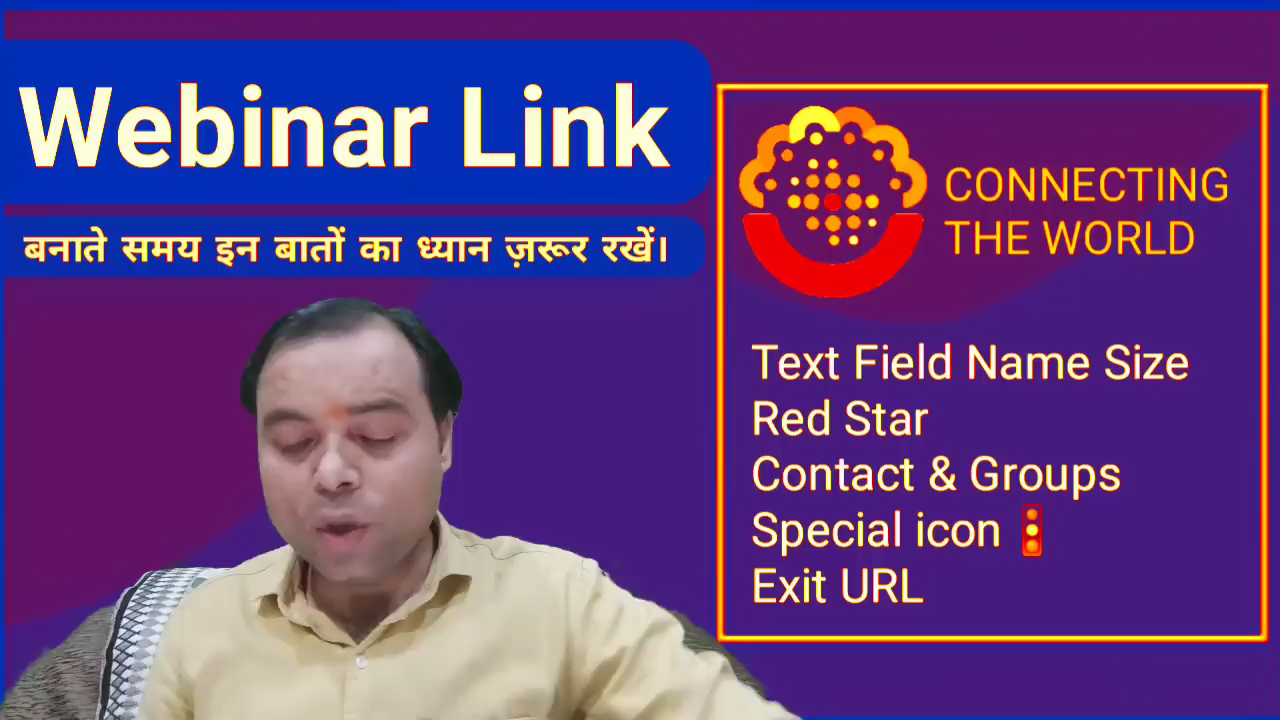 Webinar Link
बनाते समय इन बातों का ध्यान ज़रूर रखें।
CONNECTING
THE WORLD
Text Field Name Size
Red Star
Contact & Groups
Special icon
Exit URL